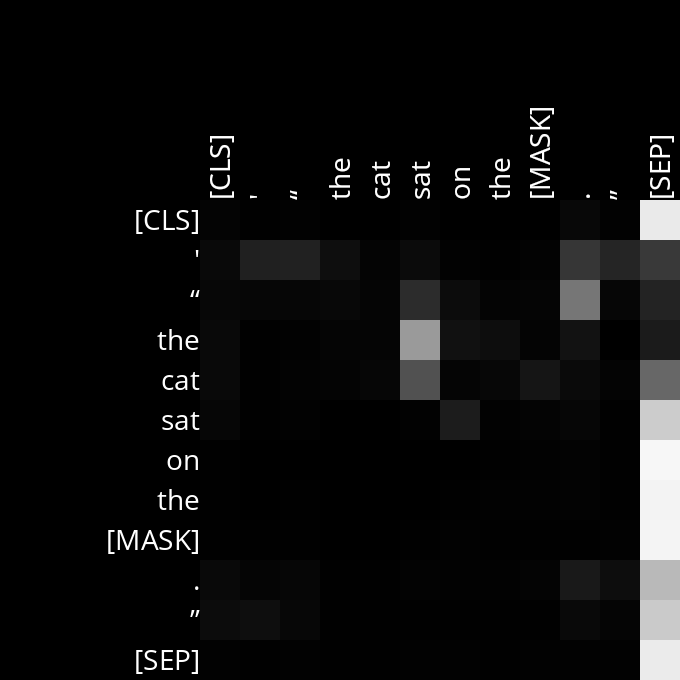 [CLS] ' “ the cat sat on the [MASK] . ” [SEP]
[CLS]
'
“
the
cat
sat
on
the
[MASK]
.
”
[SEP]